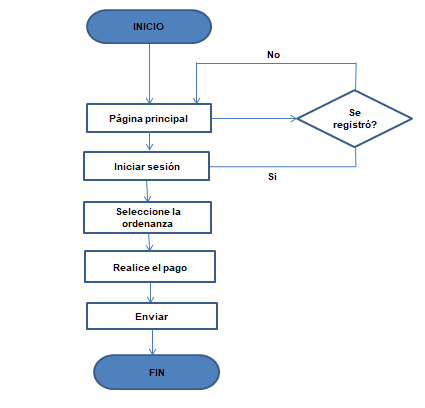 INICIO
No
Página principal
Se
registró?
Iniciar sesión
Si
Seleccione la
ordenanza
Realice el pago
Enviar
FIN